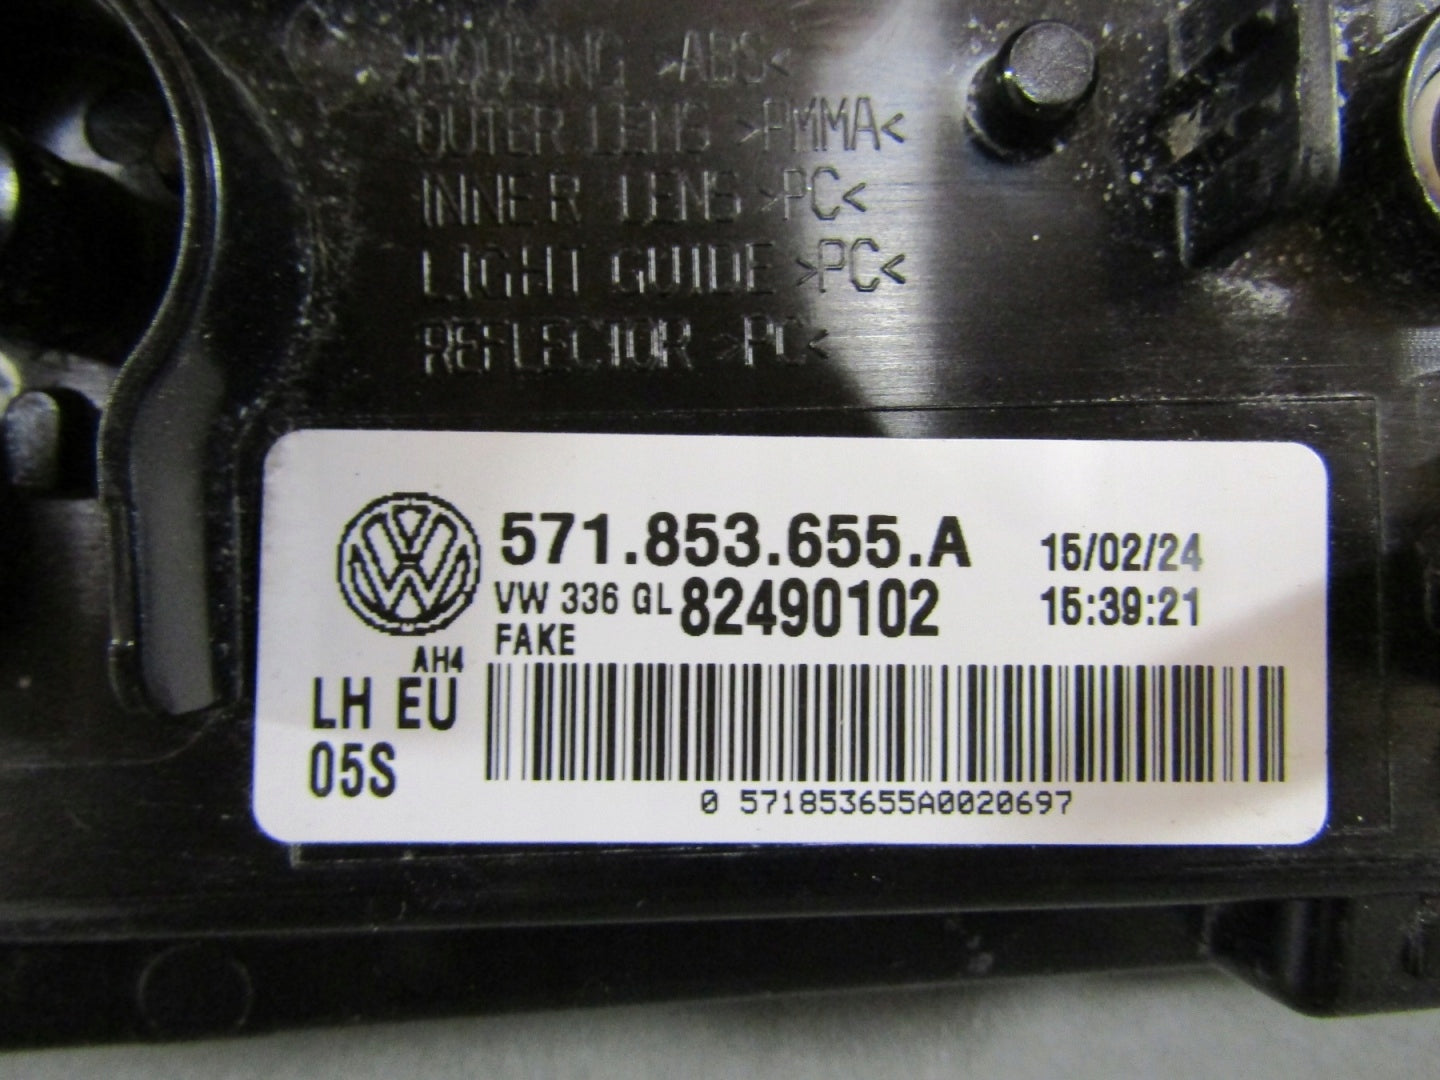 HOUSING >ABS<
OUTER LENS >PMMA<
INNER LENS >PC<
LIGHT GUIDE >PC<
REFLECTOR >PC<
571.853.655.A 15/02/24
VW 336 GL 82490102 15:39:21
FAKE
AH4
LH EU
05S
0 571853655A0020697